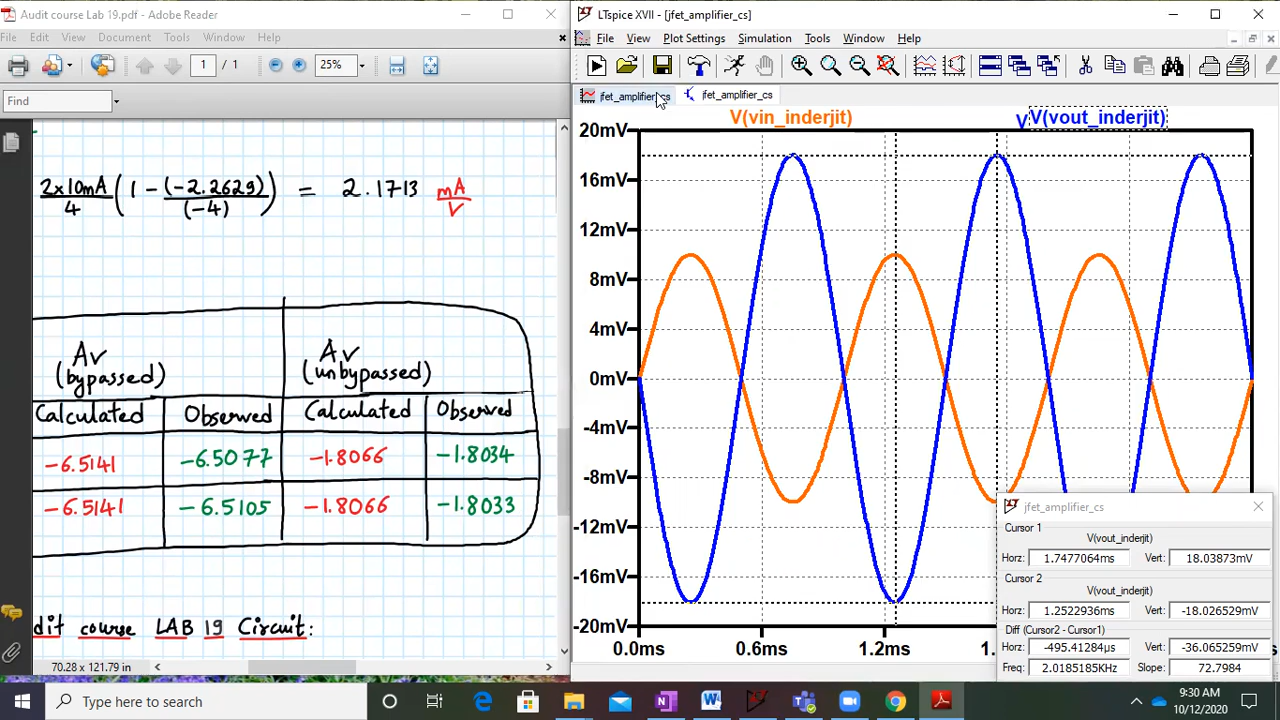 Audit course Lab 19.pdf - Adobe Reader
File Edit View Document Tools Window Help
1 / 1 25%
Find
2x10mA/4 (1 - (-2.2629)/(-4)) = 2.1713 mA/V
Av (bypassed) Av (unbypassed)
Calculated Observed Calculated Observed
-6.5141 -6.5077 -1.8066 -1.8034
-6.5141 -6.5105 -1.8066 -1.8033
dit course LAB 19 Circuit:
70.28 x 121.79 in
LTspice XVII - [jfet_amplifier_cs]
File View Plot Settings Simulation Tools Window Help
jfet_amplifier_cs jfet_amplifier_cs
V(vin_inderjit) V V(vout_inderjit)
20mV
16mV
12mV
8mV
4mV
0mV
-4mV
-8mV
-12mV
-16mV
-20mV
0.0ms 0.6ms 1.2ms 1.
jfet_amplifier_cs
Cursor 1
V(vout_inderjit)
Horz: 1.7477064ms Vert: 18.03873mV
Cursor 2
V(vout_inderjit)
Horz: 1.2522936ms Vert: -18.026529mV
Diff (Cursor2 - Cursor1)
Horz: -495.41284µs Vert: -36.065259mV
Freq: 2.0185185KHz Slope: 72.7984
Type here to search
9:30 AM
10/12/2020